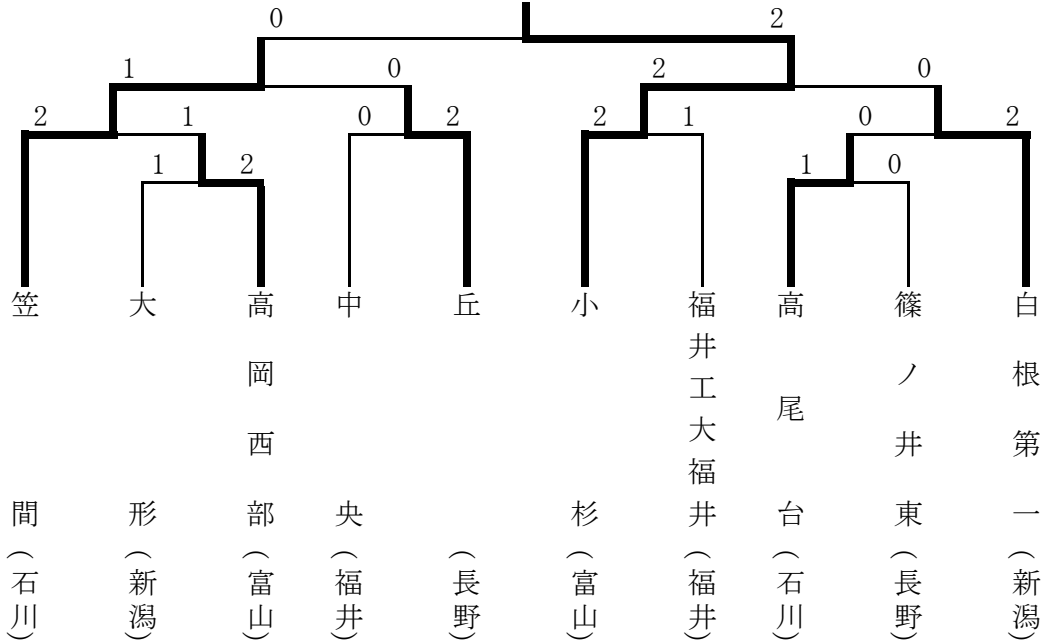 0 2
1 0 2 0
2 1 0 2 2 1 0 2
1 2 1 0
笠間(石川)
大形(新潟)
高岡西部(富山)
中央(福井)
丘(長野)
小杉(富山)
福井工大福井(福井)
高尾台(石川)
篠ノ井東(長野)
白根第一(新潟)